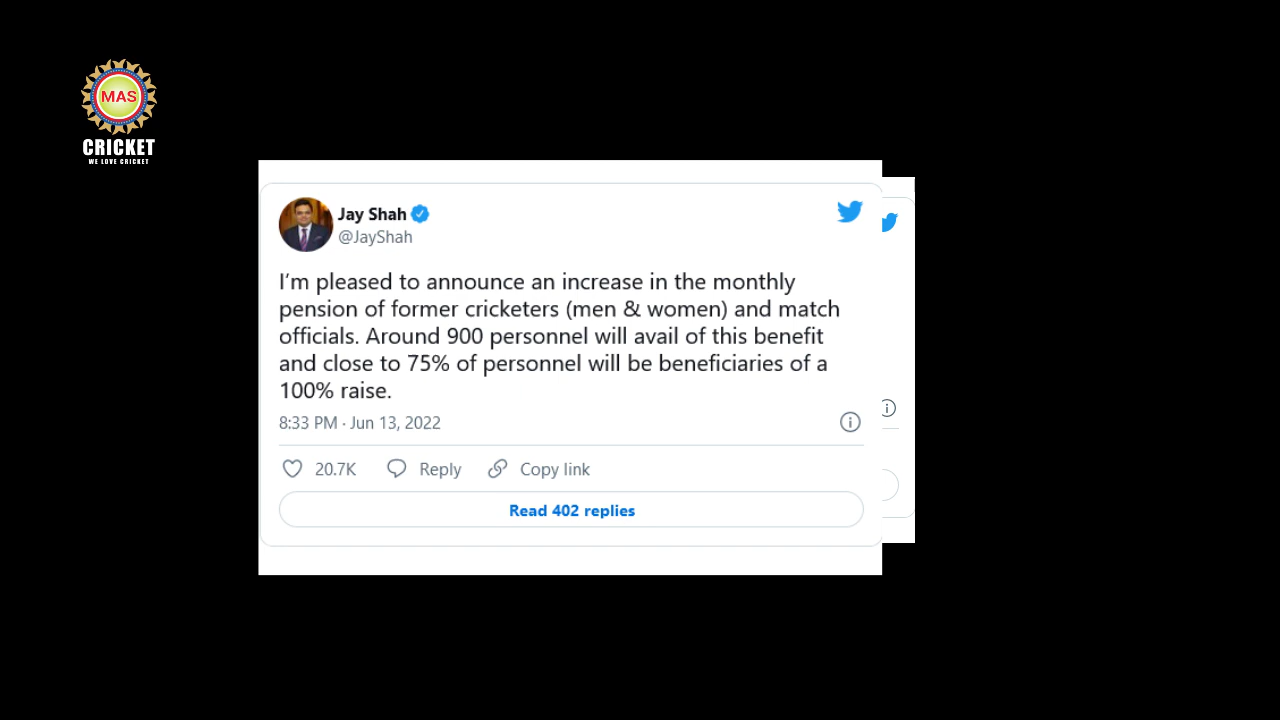 MAS
CRICKET
WE LOVE CRICKET
Jay Shah
@JayShah
I'm pleased to announce an increase in the monthly
pension of former cricketers (men & women) and match
officials. Around 900 personnel will avail of this benefit
and close to 75% of personnel will be beneficiaries of a
100% raise.
8:33 PM · Jun 13, 2022
20.7K Reply Copy link
Read 402 replies